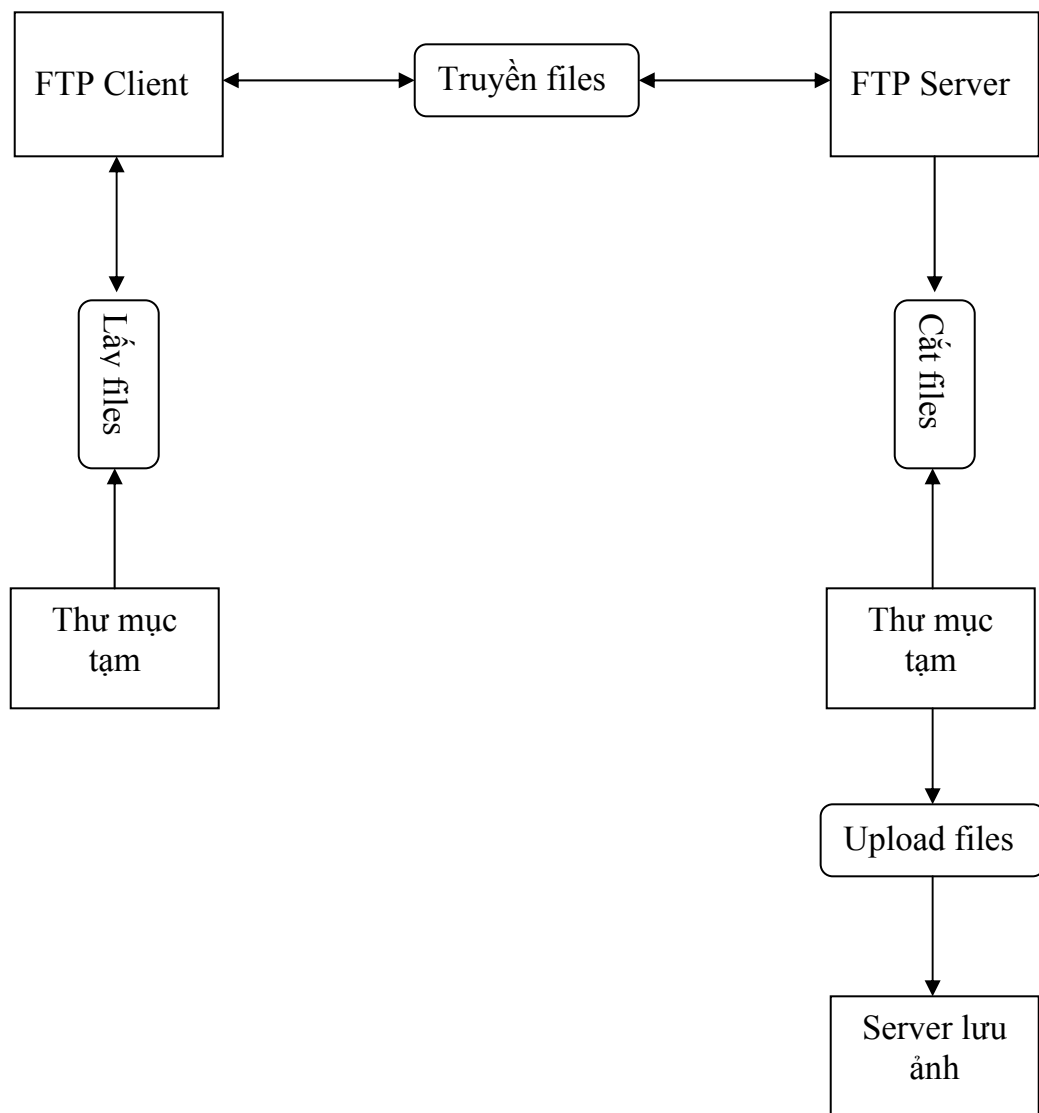 FTP Client
Truyền files
FTP Server
Lấy files
Cắt files
Thư mục
tạm
Thư mục
tạm
Upload files
Server lưu
ảnh